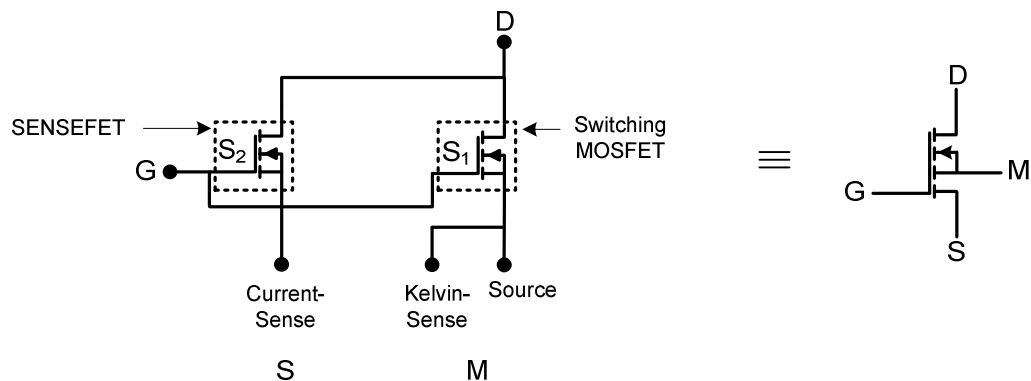 D
SENSEFET
S2
S1
Switching
MOSFET
G
D
M
G
S
Current-
Sense
Kelvin-
Sense
Source
S
M